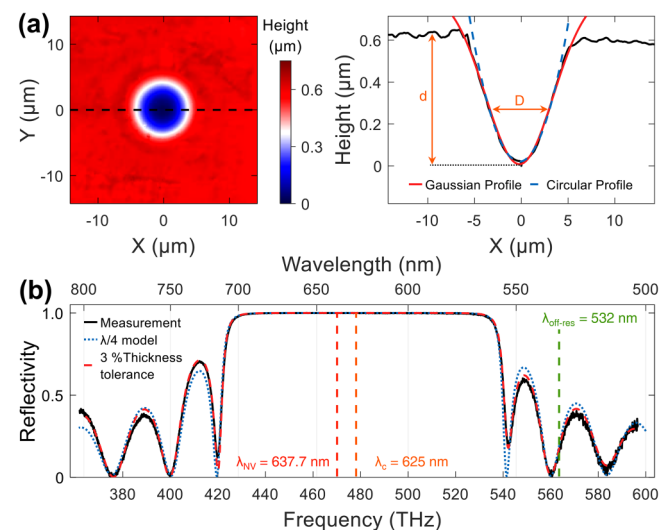 (a)
Height
(μm)
0.6
0.3
0
10
0
-10
Y (μm)
-10
0
10
X (μm)
0.6
0.4
0.2
0
Height (μm)
d
D
Gaussian Profile
Circular Profile
-10
-5
0
5
10
X (μm)
(b)
Wavelength (nm)
800
750
700
650
600
550
500
1.0
0.5
0
Reflectivity
Measurement
λ/4 model
3 %Thickness
tolerance
λoff-res = 532 nm
λNV = 637.7 nm
λc = 625 nm
380
400
420
440
460
480
500
520
540
560
580
600
Frequency (THz)